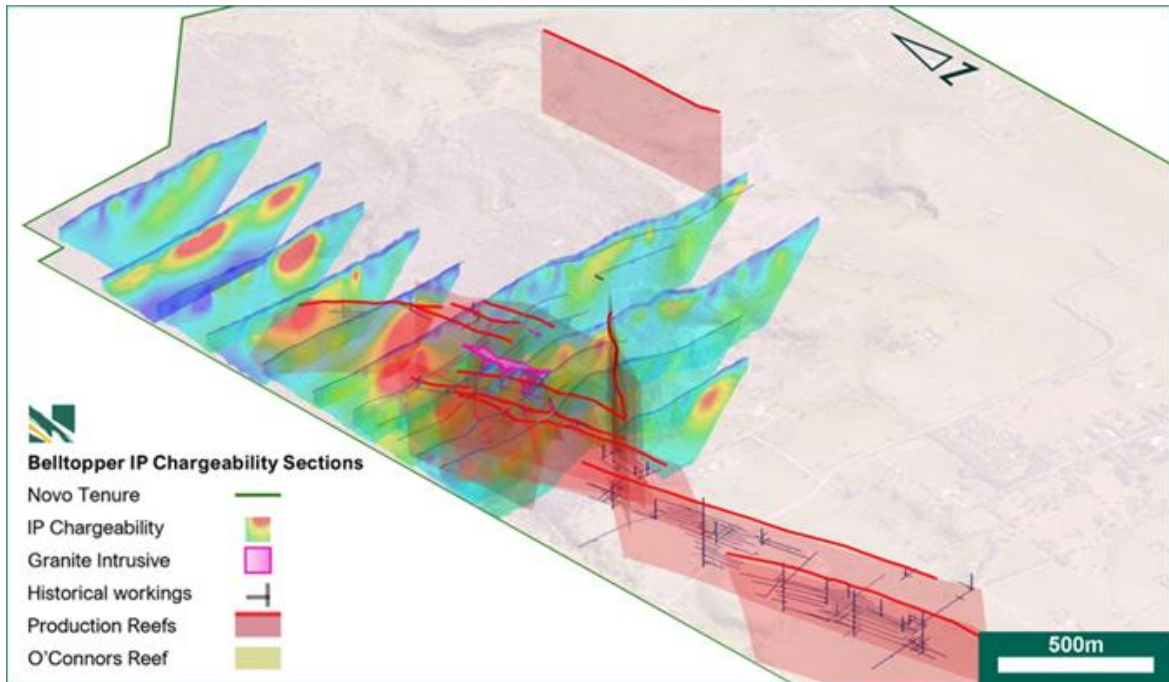 N
Belltopper IP Chargeability Sections
Novo Tenure
IP Chargeability
Granite Intrusive
Historical workings
Production Reefs
O'Connors Reef
500m